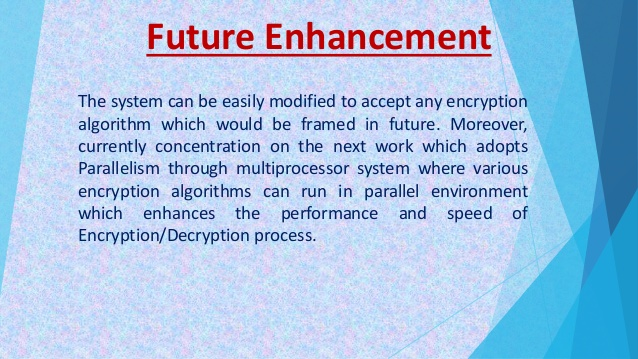 Future Enhancement
The system can be easily modified to accept any encryption
algorithm which would be framed in future. Moreover,
currently concentration on the next work which adopts
Parallelism through multiprocessor system where various
encryption algorithms can run in parallel environment
which enhances the performance and speed of
Encryption/Decryption process.